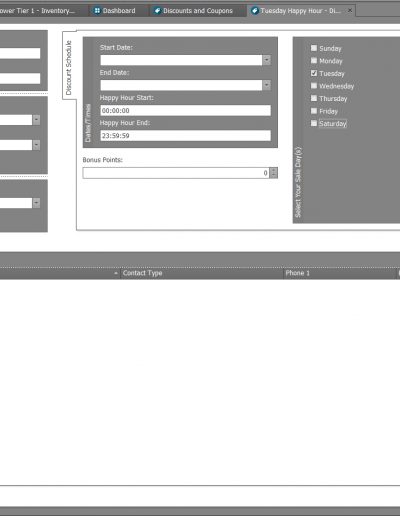 ower Tier 1 - Inventory...
Dashboard
Discounts and Coupons
Tuesday Happy Hour - Di...
Discount Schedule
Dates/Times
Start Date:
End Date:
Happy Hour Start:
00:00:00
Happy Hour End:
23:59:59
Bonus Points:
0
Select Your Sale Day(s)
Sunday
Monday
Tuesday
Wednesday
Thursday
Friday
Saturday
Contact Type
Phone 1